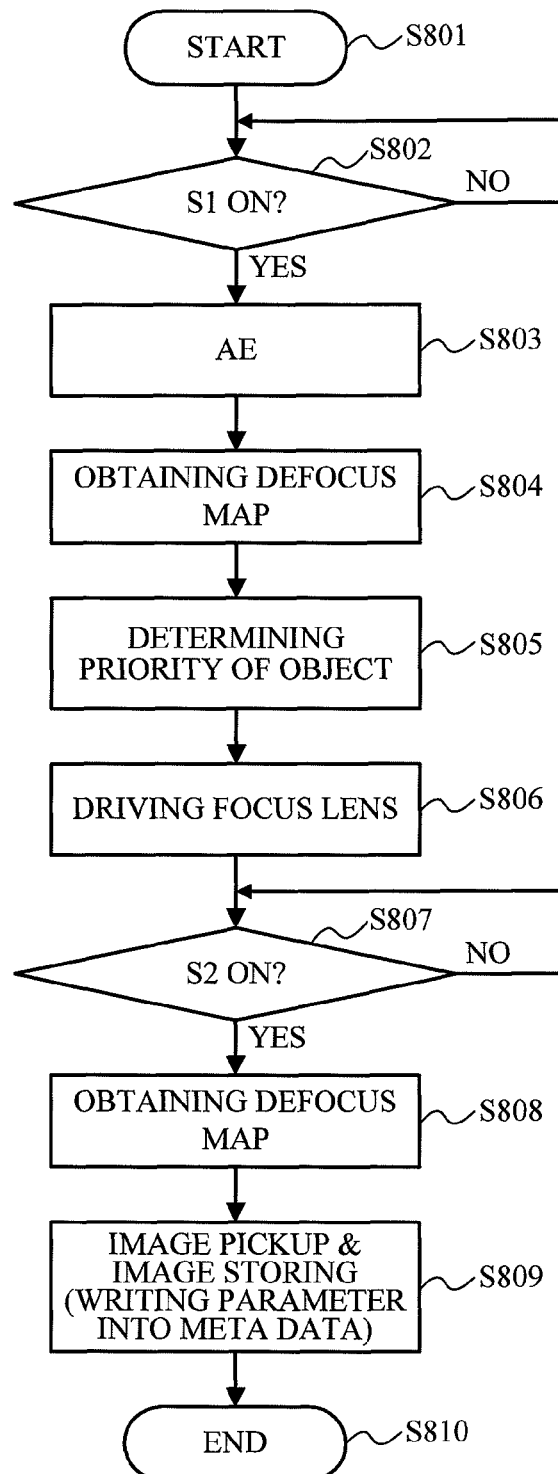 START
S801
S802
S1 ON?
NO
YES
AE
S803
OBTAINING DEFOCUS
MAP
S804
DETERMINING
PRIORITY OF OBJECT
S805
DRIVING FOCUS LENS
S806
S807
S2 ON?
NO
YES
OBTAINING DEFOCUS
MAP
S808
IMAGE PICKUP &
IMAGE STORING
(WRITING PARAMETER
INTO META DATA)
S809
END
S810